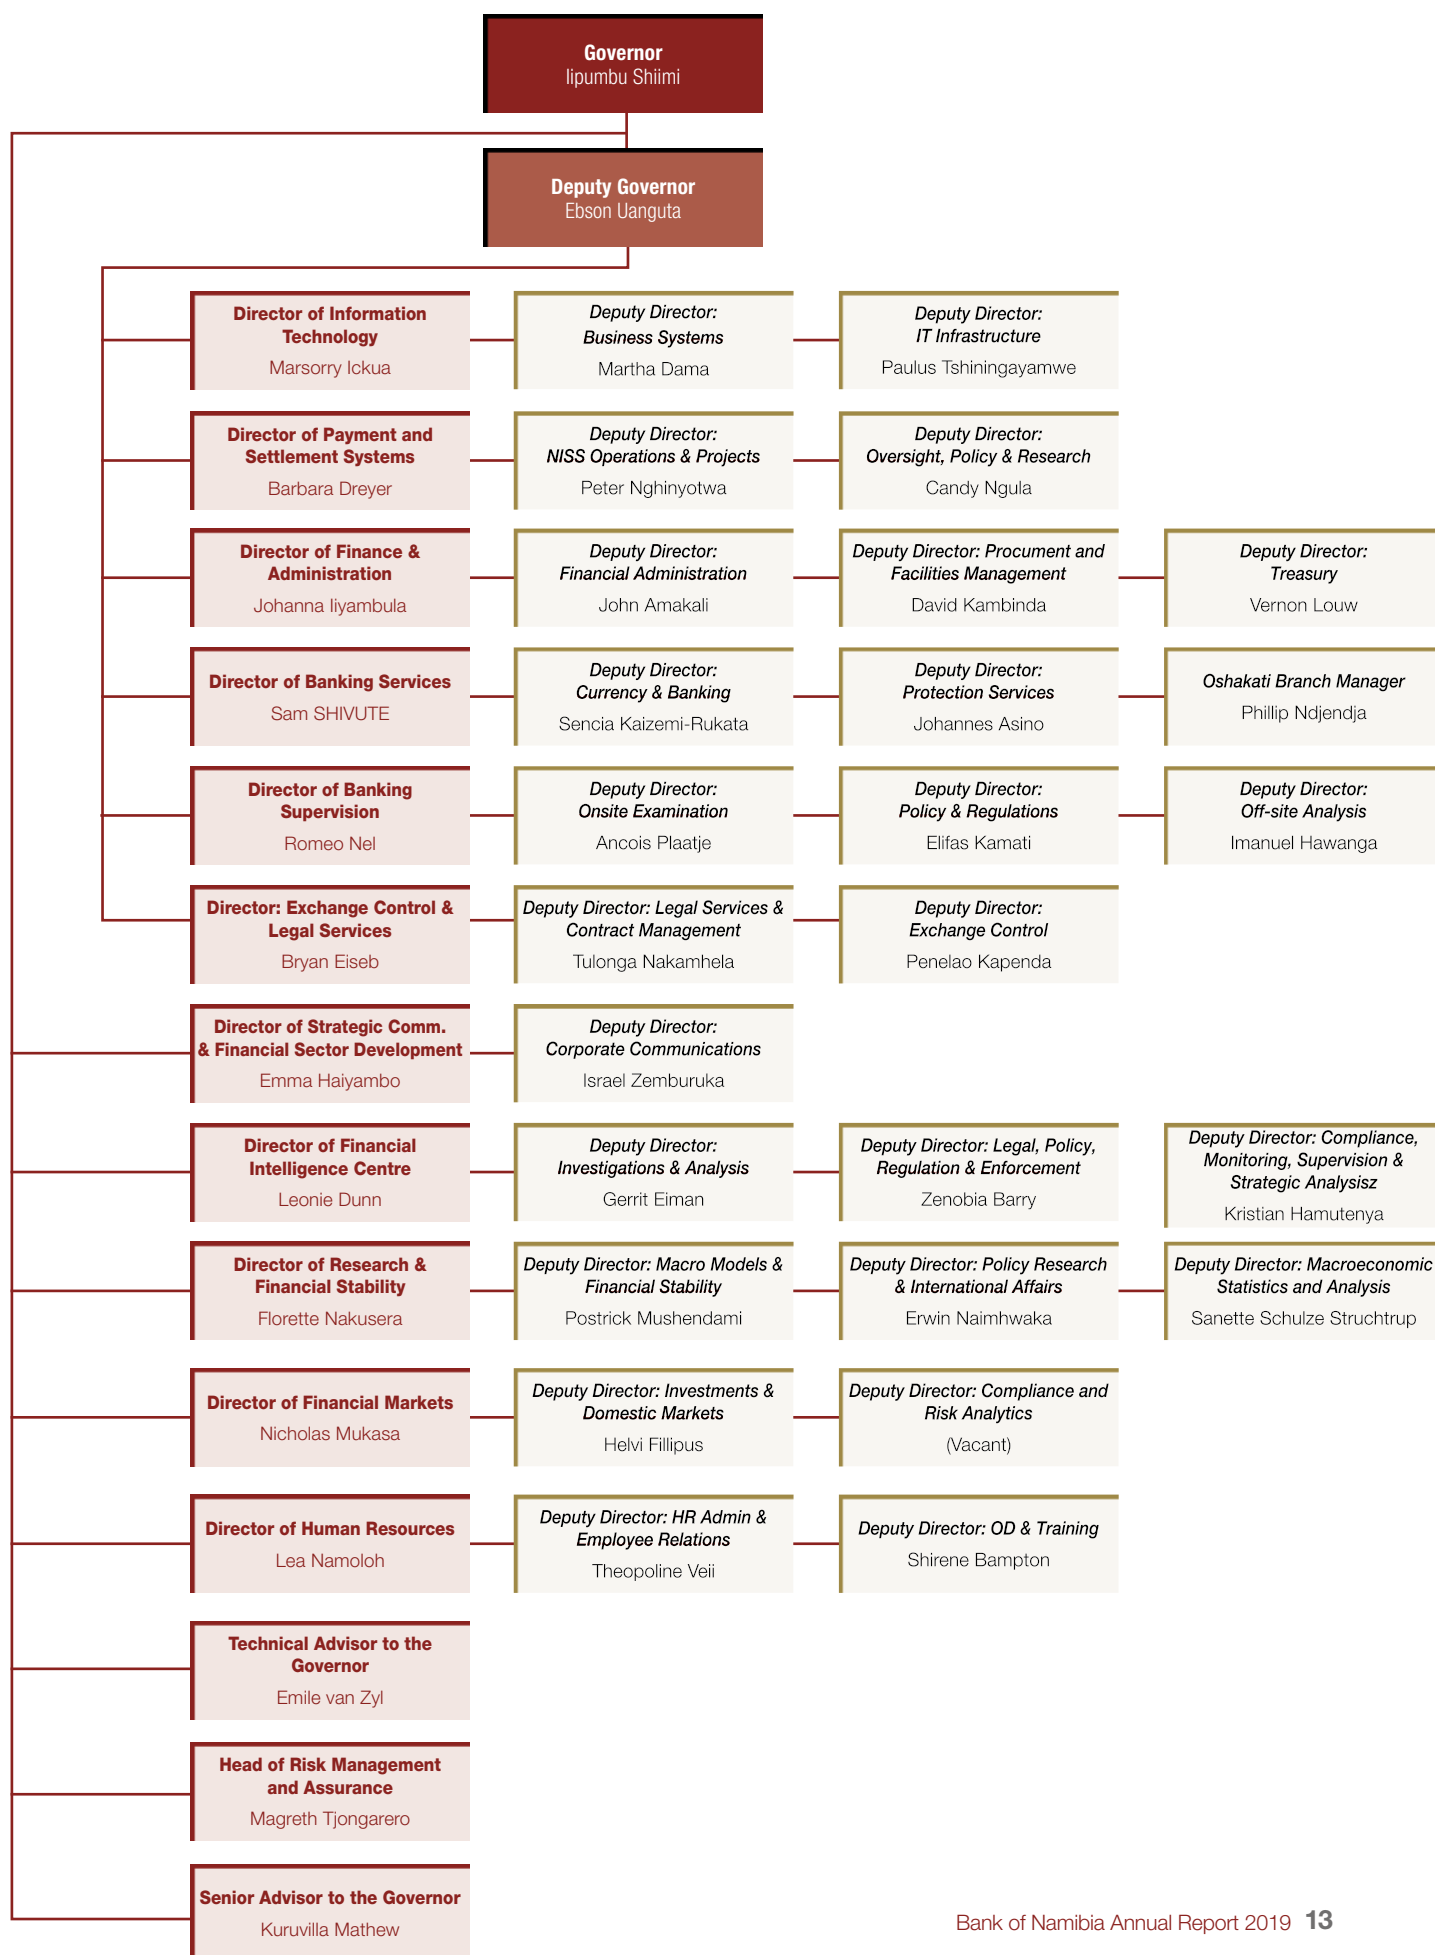 Governor
Iipumbu Shiimi
Deputy Governor
Ebson Uanguta
Director of Information
Technology
Marsorry Ickua
Deputy Director:
Business Systems
Martha Dama
Deputy Director:
IT Infrastructure
Paulus Tshiningayamwe
Director of Payment and
Settlement Systems
Barbara Dreyer
Deputy Director:
NISS Operations & Projects
Peter Nghinyotwa
Deputy Director:
Oversight, Policy & Research
Candy Ngula
Director of Finance &
Administration
Johanna Iiyambula
Deputy Director:
Financial Administration
John Amakali
Deputy Director: Procument and
Facilities Management
David Kambinda
Deputy Director:
Treasury
Vernon Louw
Director of Banking Services
Sam SHIVUTE
Deputy Director:
Currency & Banking
Sencia Kaizemi-Rukata
Deputy Director:
Protection Services
Johannes Asino
Oshakati Branch Manager
Phillip Ndjendja
Director of Banking
Supervision
Romeo Nel
Deputy Director:
Onsite Examination
Ancois Plaatje
Deputy Director:
Policy & Regulations
Elifas Kamati
Deputy Director:
Off-site Analysis
Imanuel Hawanga
Director: Exchange Control &
Legal Services
Bryan Eiseb
Deputy Director: Legal Services &
Contract Management
Tulonga Nakamhela
Deputy Director:
Exchange Control
Penelao Kapenda
Director of Strategic Comm.
& Financial Sector Development
Emma Haiyambo
Deputy Director:
Corporate Communications
Israel Zemburuka
Director of Financial
Intelligence Centre
Leonie Dunn
Deputy Director:
Investigations & Analysis
Gerrit Eiman
Deputy Director: Legal, Policy,
Regulation & Enforcement
Zenobia Barry
Deputy Director: Compliance,
Monitoring, Supervision &
Strategic Analysisz
Kristian Hamutenya
Director of Research &
Financial Stability
Florette Nakusera
Deputy Director: Macro Models &
Financial Stability
Postrick Mushendami
Deputy Director: Policy Research
& International Affairs
Erwin Naimhwaka
Deputy Director: Macroeconomic
Statistics and Analysis
Sanette Schulze Struchtrup
Director of Financial Markets
Nicholas Mukasa
Deputy Director: Investments &
Domestic Markets
Helvi Fillipus
Deputy Director: Compliance and
Risk Analytics
(Vacant)
Director of Human Resources
Lea Namoloh
Deputy Director: HR Admin &
Employee Relations
Theopoline Veii
Deputy Director: OD & Training
Shirene Bampton
Technical Advisor to the
Governor
Emile van Zyl
Head of Risk Management
and Assurance
Magreth Tjongarero
Senior Advisor to the Governor
Kuruvilla Mathew
Bank of Namibia Annual Report 2019 13